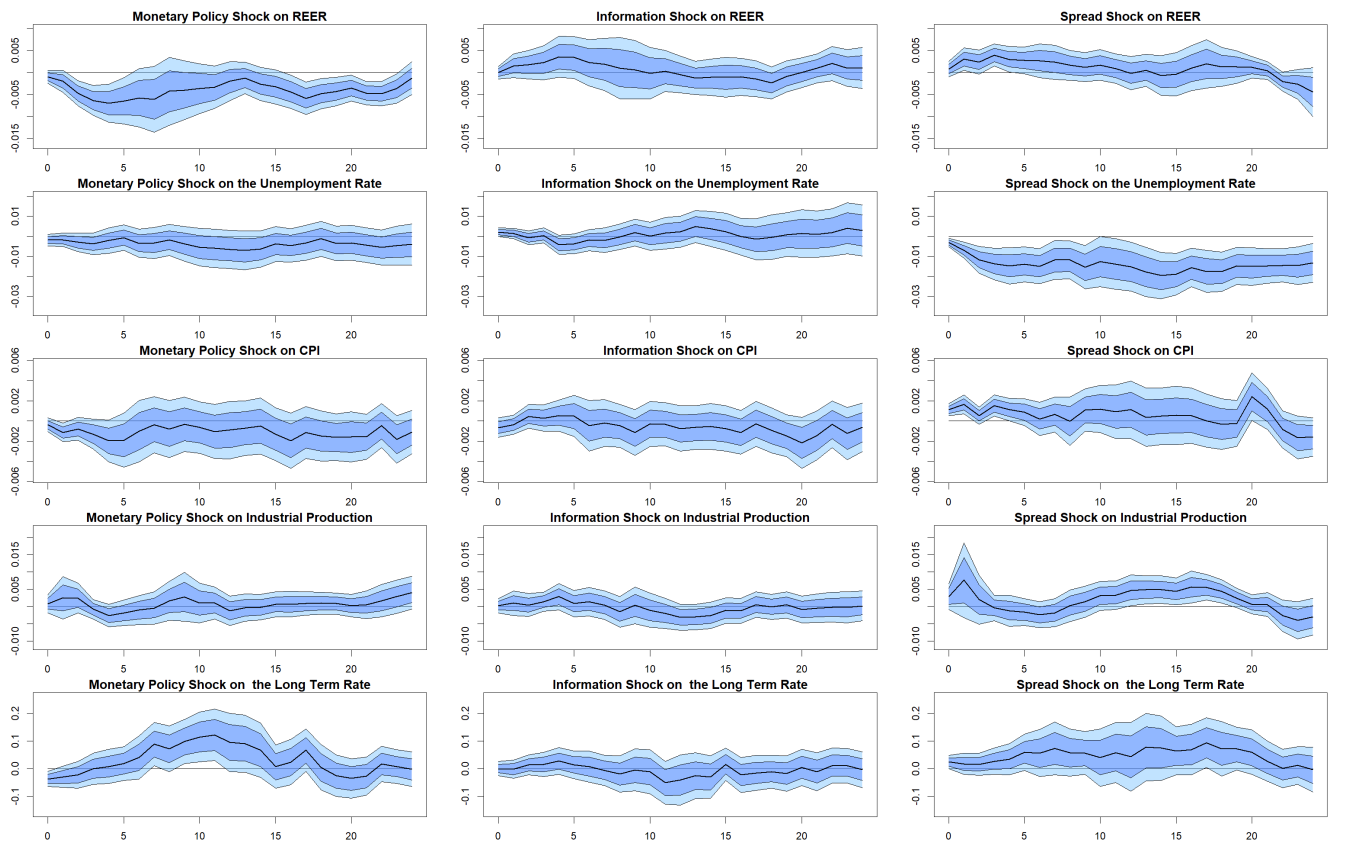 Monetary Policy Shock on REER
0.005
-0.005
-0.015
0 5 10 15 20
Information Shock on REER
0.005
-0.005
-0.015
0 5 10 15 20
Spread Shock on REER
0.005
-0.005
-0.015
0 5 10 15 20
Monetary Policy Shock on the Unemployment Rate
0.01
-0.01
-0.03
0 5 10 15 20
Information Shock on the Unemployment Rate
0.01
-0.01
-0.03
0 5 10 15 20
Spread Shock on the Unemployment Rate
0.01
-0.01
-0.03
0 5 10 15 20
Monetary Policy Shock on CPI
0.006
0.002
-0.002
-0.006
0 5 10 15 20
Information Shock on CPI
0.006
0.002
-0.002
-0.006
0 5 10 15 20
Spread Shock on CPI
0.006
0.002
-0.002
-0.006
0 5 10 15 20
Monetary Policy Shock on Industrial Production
0.015
0.005
-0.010
0 5 10 15 20
Information Shock on Industrial Production
0.015
0.005
-0.010
0 5 10 15 20
Spread Shock on Industrial Production
0.015
0.005
-0.010
0 5 10 15 20
Monetary Policy Shock on the Long Term Rate
0.2
0.1
0.0
-0.1
0 5 10 15 20
Information Shock on the Long Term Rate
0.2
0.1
0.0
-0.1
0 5 10 15 20
Spread Shock on the Long Term Rate
0.2
0.1
0.0
-0.1
0 5 10 15 20